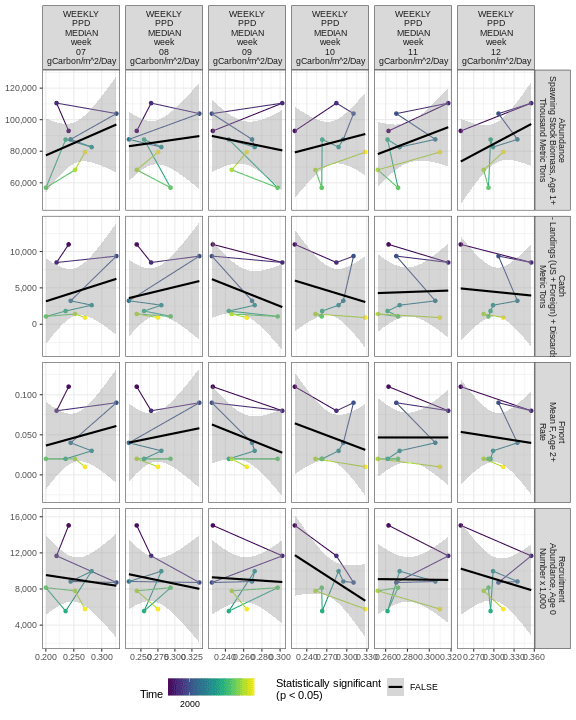 WEEKLY
PPD
MEDIAN
week
07
gCarbon/m^2/Day
WEEKLY
PPD
MEDIAN
week
08
gCarbon/m^2/Day
WEEKLY
PPD
MEDIAN
week
09
gCarbon/m^2/Day
WEEKLY
PPD
MEDIAN
week
10
gCarbon/m^2/Day
WEEKLY
PPD
MEDIAN
week
11
gCarbon/m^2/Day
WEEKLY
PPD
MEDIAN
week
12
gCarbon/m^2/Day
120,000
100,000
80,000
60,000
Abundance
Spawning Stock Biomass, Age 1+
Thousand Metric Tons
10,000
5,000
0
Catch
- Landings (US + Foreign) + Discards
Metric Tons
0.100
0.050
0.000
Fmort
Mean F, Age 2+
Rate
16,000
12,000
8,000
4,000
Recruitment
Abundance, Age 0
Number x 1,000
0.200 0.250 0.300
0.250 0.275 0.300 0.325
0.240 0.260 0.280 0.300
0.240 0.270 0.300 0.330
0.260 0.280 0.300 0.320
0.270 0.300 0.330 0.360
Time
2000
Statistically significant
(p < 0.05)
FALSE